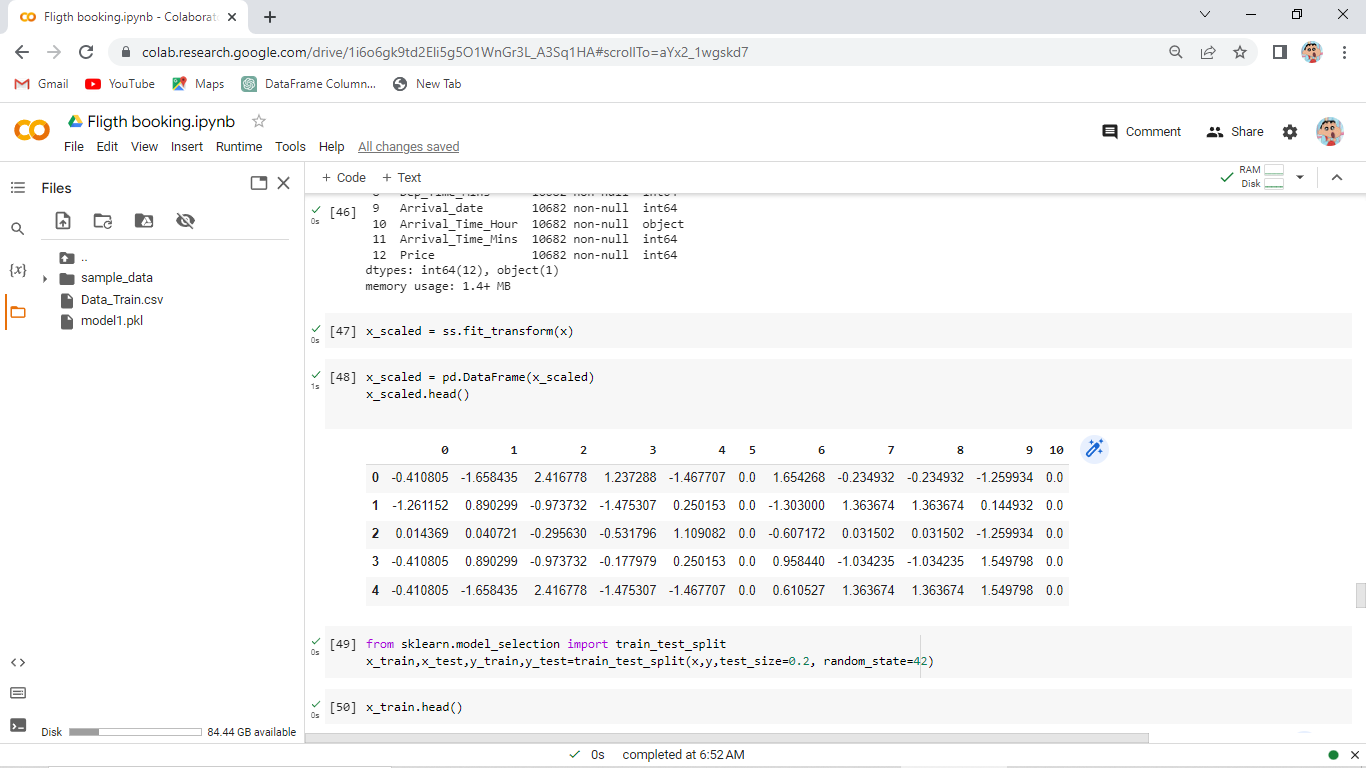 Fligth booking.ipynb - Colaborat
colab.research.google.com/drive/1i6o6gk9td2Eli5g5O1WnGr3L_A3Sq1HA#scrollTo=aYx2_1wgskd7
Gmail YouTube Maps DataFrame Column... New Tab
Fligth booking.ipynb
File Edit View Insert Runtime Tools Help All changes saved
Comment Share
Files
+ Code + Text
RAM
Disk
..
sample_data
Data_Train.csv
model1.pkl
Disk 84.44 GB available
8 Dep_Time_Mins 10682 non-null int64
[46] 9 Arrival_date 10682 non-null int64
0s
10 Arrival_Time_Hour 10682 non-null object
11 Arrival_Time_Mins 10682 non-null int64
12 Price 10682 non-null int64
dtypes: int64(12), object(1)
memory usage: 1.4+ MB
[47] x_scaled = ss.fit_transform(x)
0s
[48] x_scaled = pd.DataFrame(x_scaled)
1s
x_scaled.head()
0 1 2 3 4 5 6 7 8 9 10
0 -0.410805 -1.658435 2.416778 1.237288 -1.467707 0.0 1.654268 -0.234932 -0.234932 -1.259934 0.0
1 -1.261152 0.890299 -0.973732 -1.475307 0.250153 0.0 -1.303000 1.363674 1.363674 0.144932 0.0
2 0.014369 0.040721 -0.295630 -0.531796 1.109082 0.0 -0.607172 0.031502 0.031502 -1.259934 0.0
3 -0.410805 0.890299 -0.973732 -0.177979 0.250153 0.0 0.958440 -1.034235 -1.034235 1.549798 0.0
4 -0.410805 -1.658435 2.416778 -1.475307 -1.467707 0.0 0.610527 1.363674 1.363674 1.549798 0.0
[49] from sklearn.model_selection import train_test_split
0s
x_train,x_test,y_train,y_test=train_test_split(x,y,test_size=0.2, random_state=42)
[50] x_train.head()
0s
0s completed at 6:52 AM